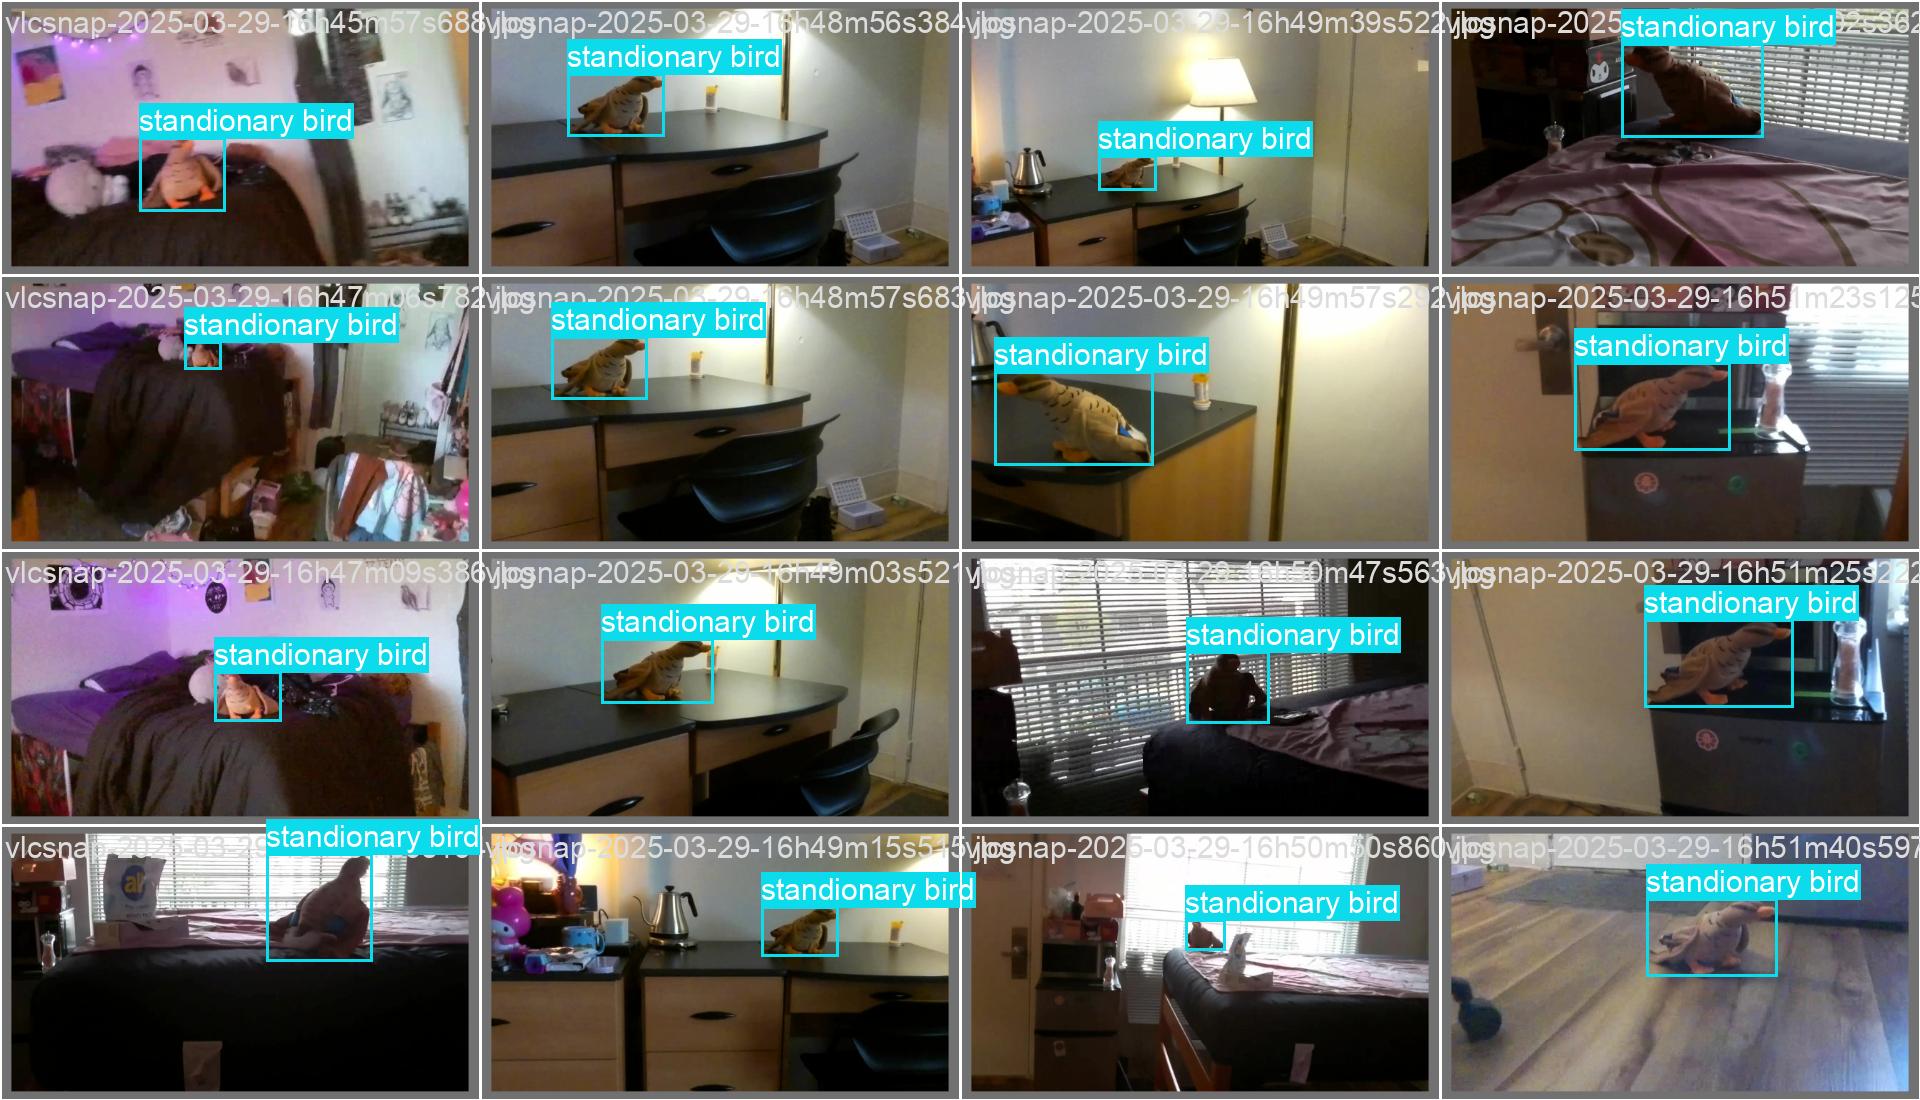 vlcsnap-2025-03-29-16h45m57s688.jpg
standionary bird
vlcsnap-2025-03-29-16h48m56s384.jpg
standionary bird
vlcsnap-2025-03-29-16h49m39s522.jpg
standionary bird
vlcsnap-2025
standionary bird
vlcsnap-2025-03-29-16h47m06s782.jpg
standionary bird
vlcsnap-2025-03-29-16h48m57s683.jpg
standionary bird
vlcsnap-2025-03-29-16h49m57s292.jpg
standionary bird
vlcsnap-2025-03-29-16h51m23s125
standionary bird
vlcsnap-2025-03-29-16h47m09s386.jpg
standionary bird
vlcsnap-2025-03-29-16h49m03s521.jpg
standionary bird
vlcsnap-2025-03-29-16h50m47s563.jpg
standionary bird
vlcsnap-2025-03-29-16h51m25s222
standionary bird
vlcsnap-2025-03-29
standionary bird
all
vlcsnap-2025-03-29-16h49m15s515.jpg
standionary bird
vlcsnap-2025-03-29-16h50m50s860.jpg
standionary bird
vlcsnap-2025-03-29-16h51m40s597
standionary bird